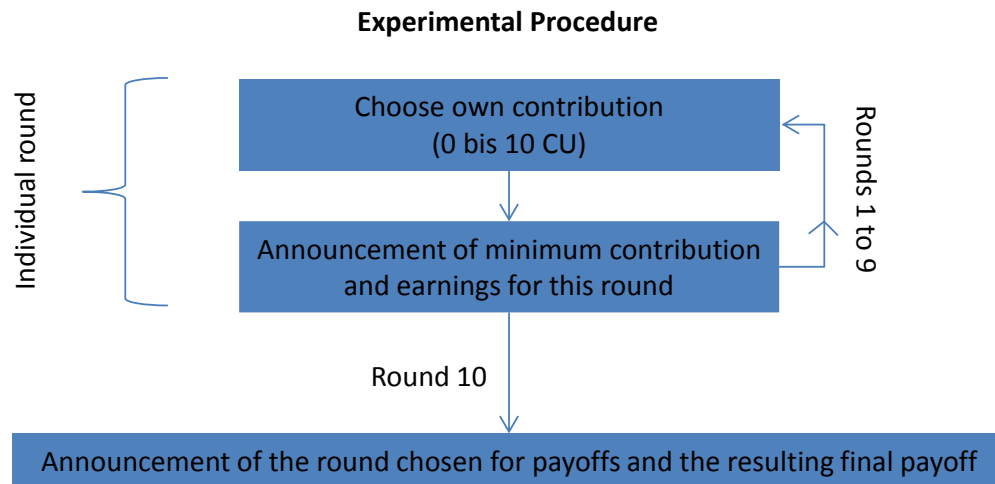 Experimental Procedure
Individual round
Choose own contribution
(0 bis 10 CU)
Rounds 1 to 9
Announcement of minimum contribution
and earnings for this round
Round 10
Announcement of the round chosen for payoffs and the resulting final payoff